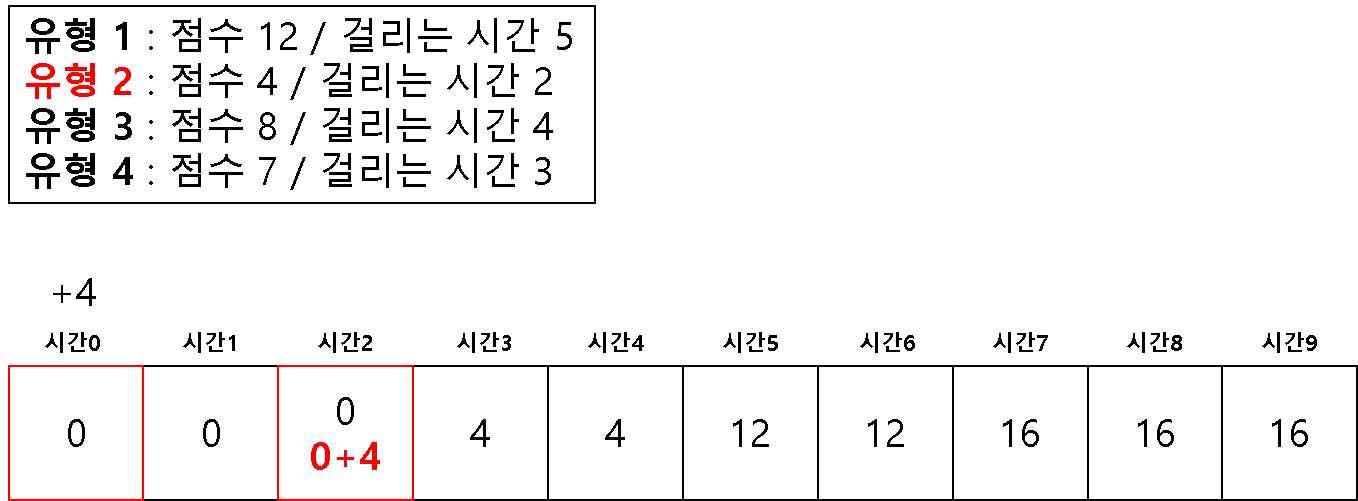 유형 1 : 점수 12 / 걸리는 시간 5
유형 2 : 점수 4 / 걸리는 시간 2
유형 3 : 점수 8 / 걸리는 시간 4
유형 4 : 점수 7 / 걸리는 시간 3
+4
시간0 시간1 시간2 시간3 시간4 시간5 시간6 시간7 시간8 시간9
0 0 0 4 4 12 12 16 16 16
0+4